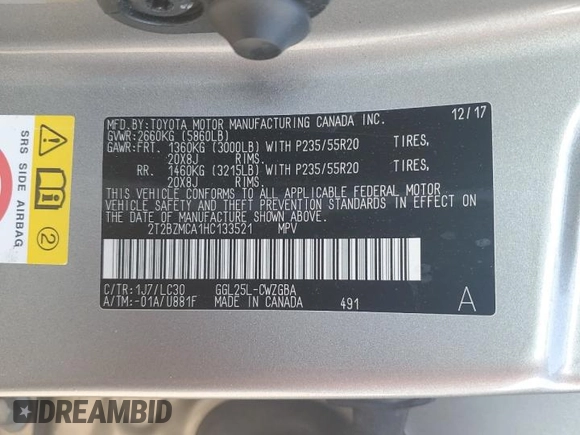 MFD.BY:TOYOTA MOTOR MANUFACTURING CANADA INC. 12/17
GVWR:2660KG (5860LB)
GAWR:FRT. 1360KG (3000LB) WITH P235/55R20 TIRES,
20X8J RIMS.
RR. 1460KG (3215LB) WITH P235/55R20 TIRES,
20X8J RIMS.
THIS VEHICLE CONFORMS TO ALL APPLICABLE FEDERAL MOTOR
VEHICLE SAFETY AND THEFT PREVENTION STANDARDS IN EFFECT ON
THE DATE OF MANUFACTURE SHOWN ABOVE.
2T2BZMCA1HC133521 MPV
C/TR:1J7/LC30 GGL25L-CWZGBA
A/TM:-01A/U881F MADE IN CANADA 491 A
SRS SIDE AIRBAG
2
DREAMBID